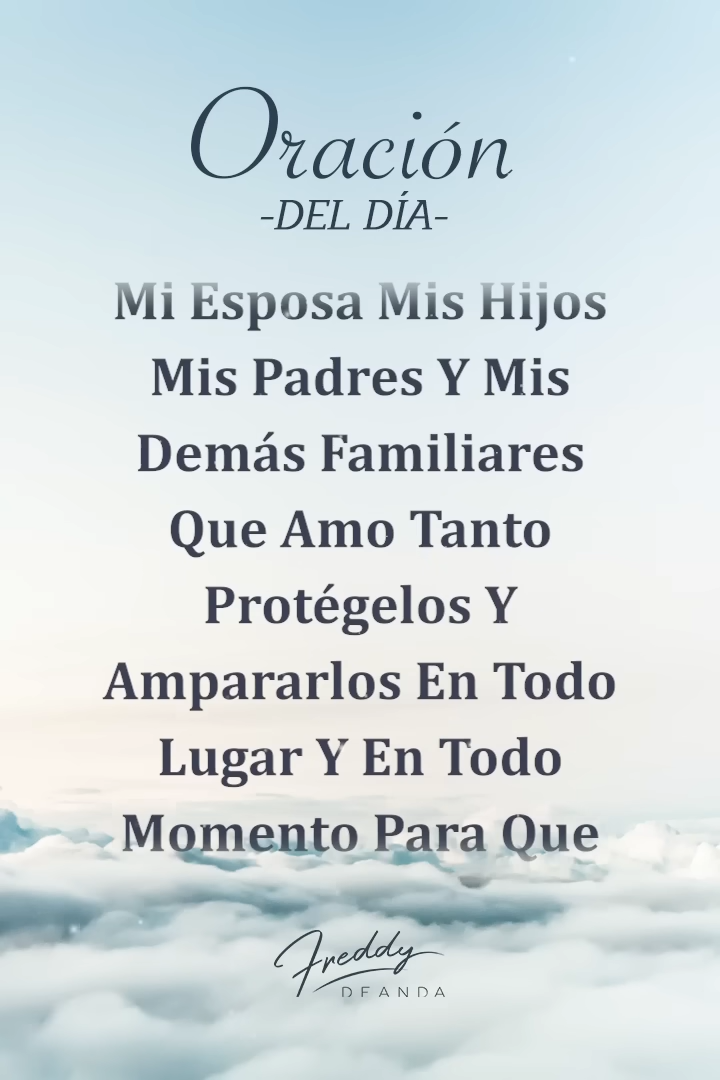 Oración
-DEL DÍA-
Mi Esposa Mis Hijos
Mis Padres Y Mis
Demás Familiares
Que Amo Tanto
Protégelos Y
Ampararlos En Todo
Lugar Y En Todo
Momento Para Que
Freddy
DEANDA